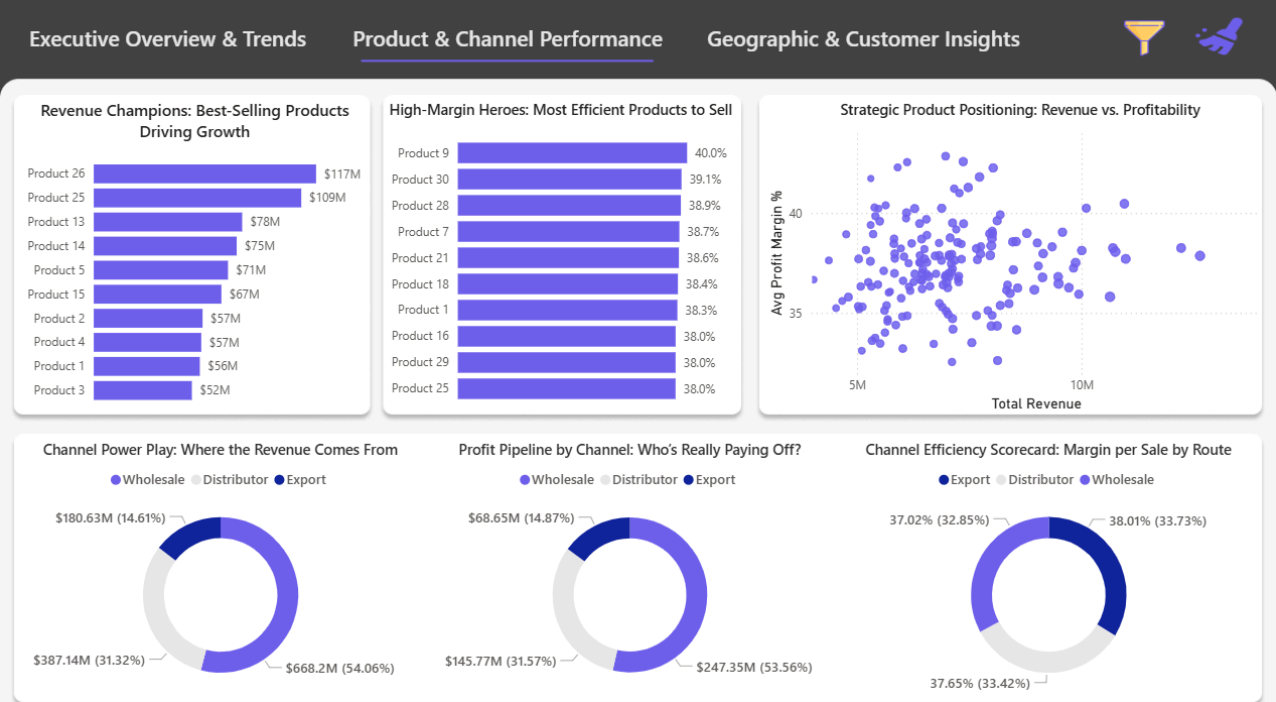 Executive Overview & Trends
Product & Channel Performance
Geographic & Customer Insights
Revenue Champions: Best-Selling Products
Driving Growth
Product 26 $117M
Product 25 $109M
Product 13 $78M
Product 14 $75M
Product 5 $71M
Product 15 $67M
Product 2 $57M
Product 4 $57M
Product 1 $56M
Product 3 $52M
High-Margin Heroes: Most Efficient Products to Sell
Product 9 40.0%
Product 30 39.1%
Product 28 38.9%
Product 7 38.7%
Product 21 38.6%
Product 18 38.4%
Product 1 38.3%
Product 16 38.0%
Product 29 38.0%
Product 25 38.0%
Strategic Product Positioning: Revenue vs. Profitability
Avg Profit Margin %
40
35
5M 10M
Total Revenue
Channel Power Play: Where the Revenue Comes From
Wholesale Distributor Export
$180.63M (14.61%)
$387.14M (31.32%)
$668.2M (54.06%)
Profit Pipeline by Channel: Who's Really Paying Off?
Wholesale Distributor Export
$68.65M (14.87%)
$145.77M (31.57%)
$247.35M (53.56%)
Channel Efficiency Scorecard: Margin per Sale by Route
Export Distributor Wholesale
37.02% (32.85%)
38.01% (33.73%)
37.65% (33.42%)